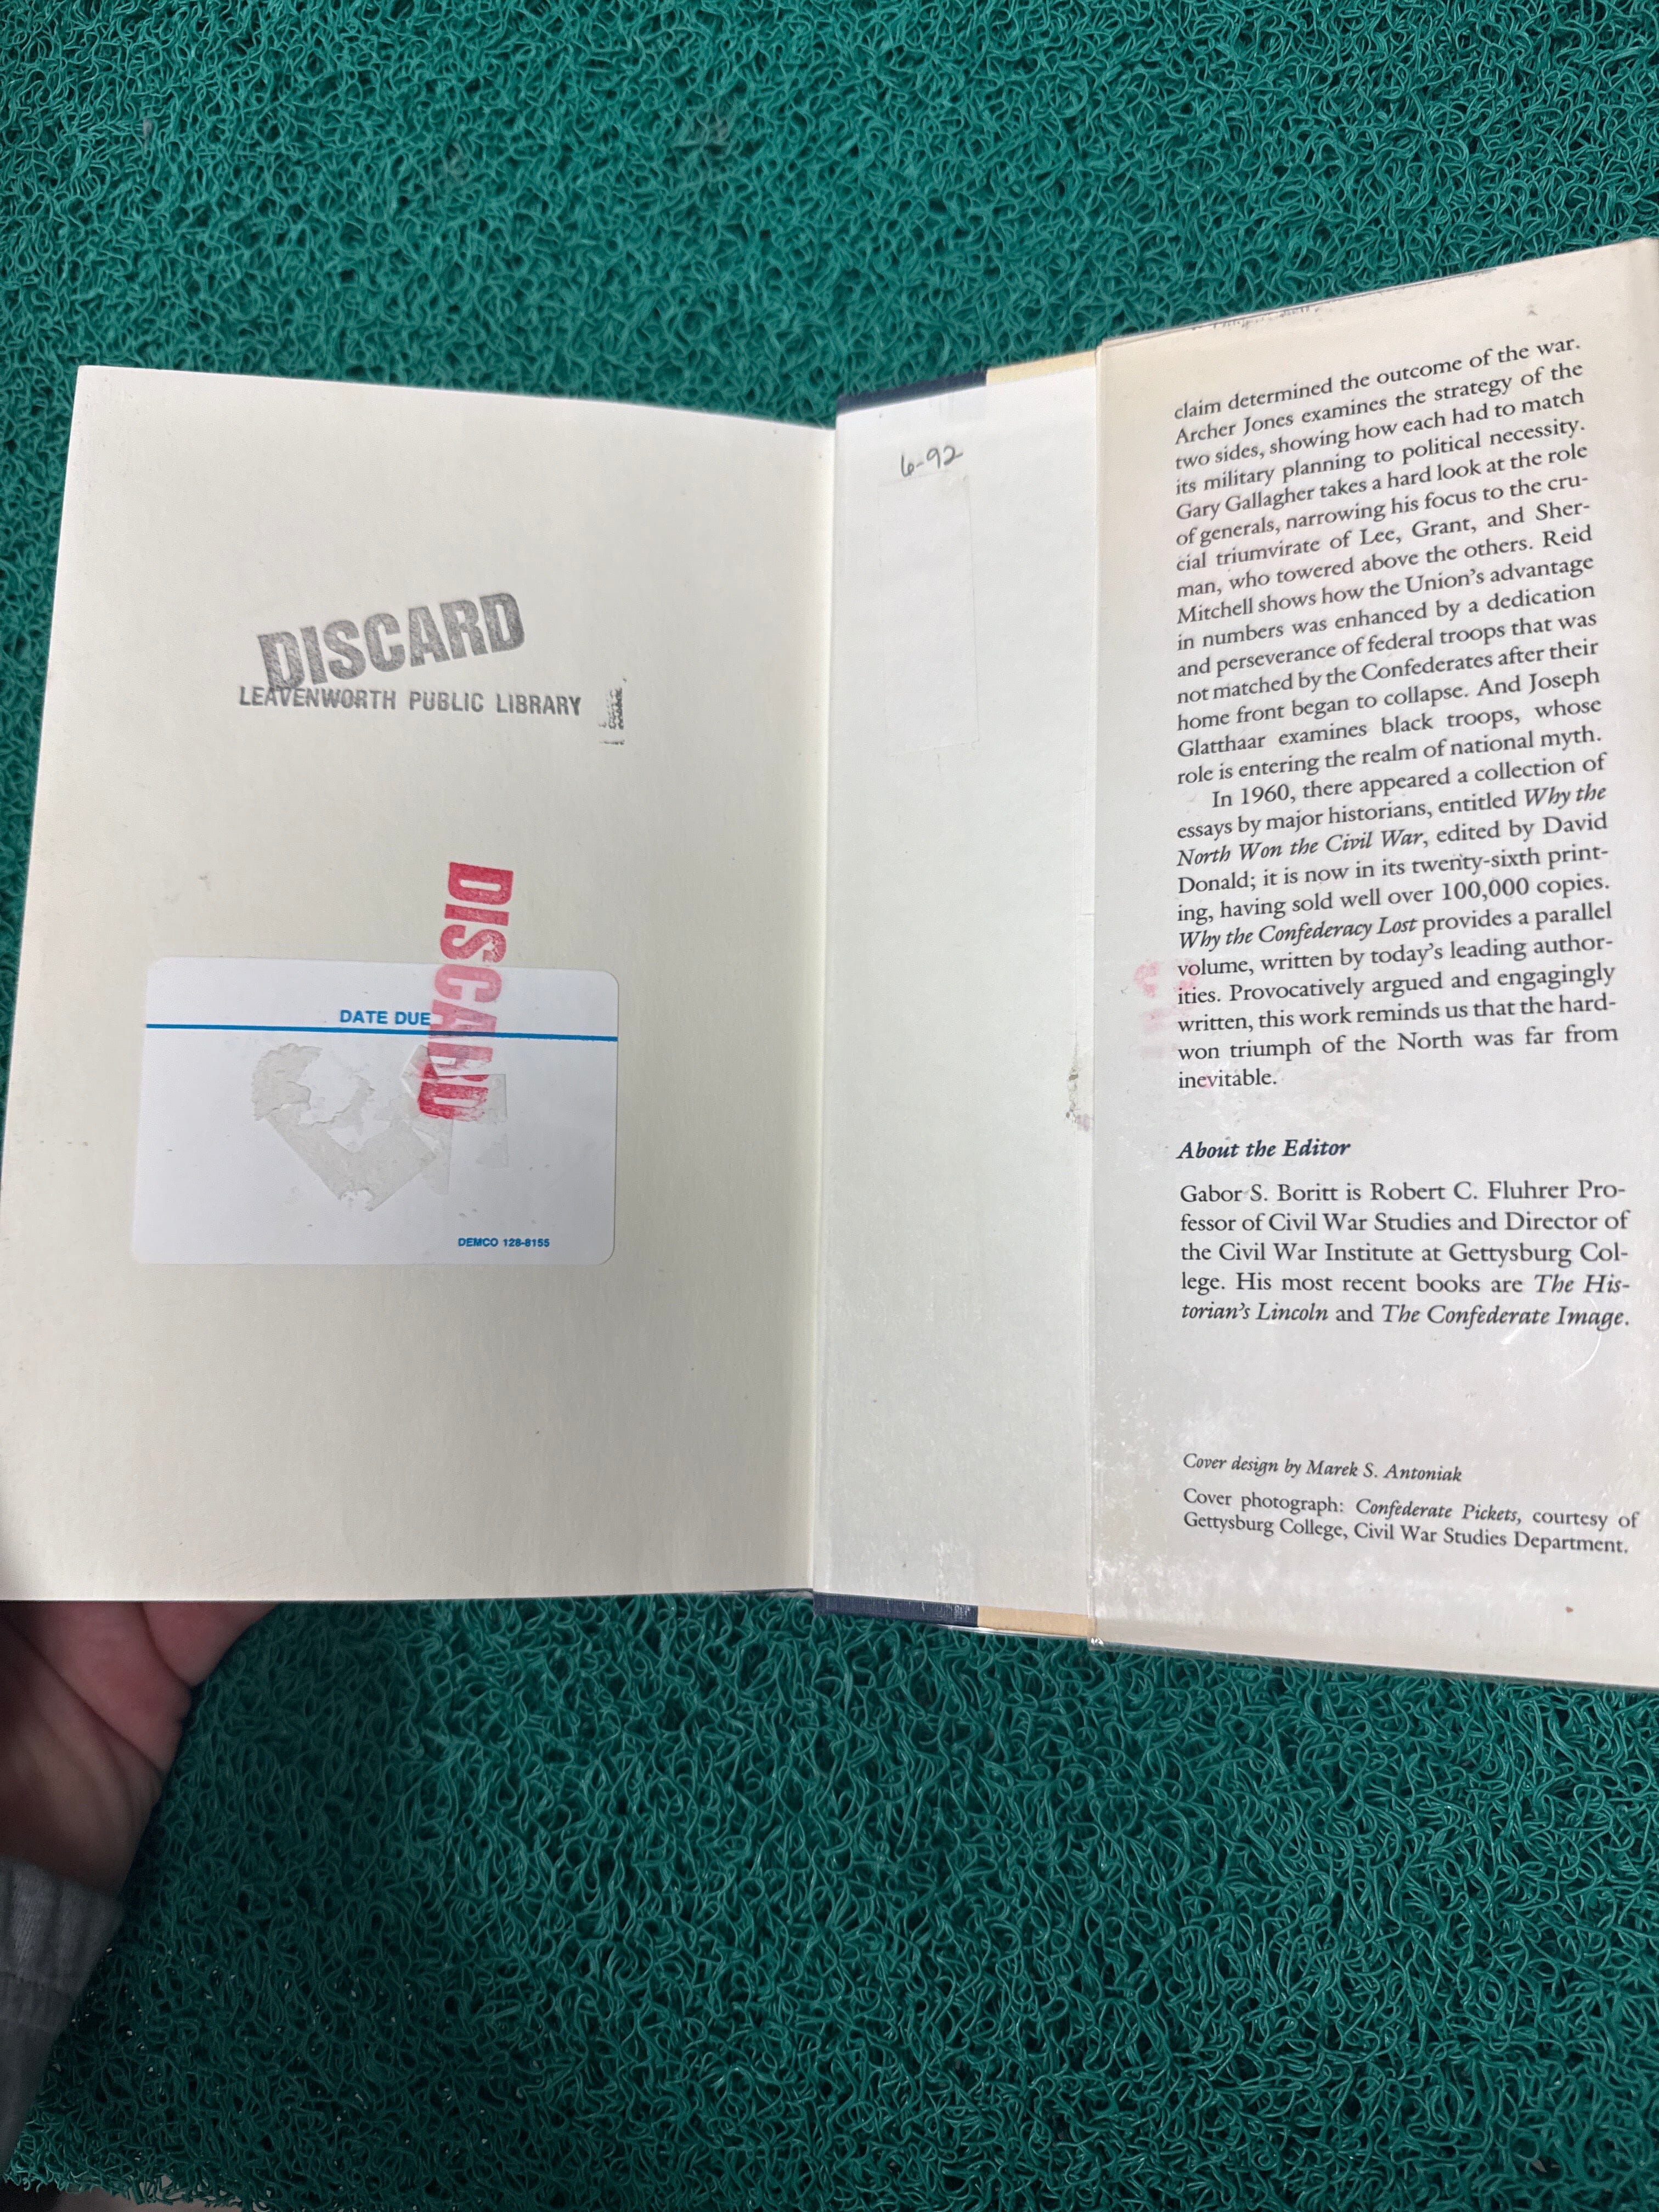 DISCARD
LEAVENWORTH PUBLIC LIBRARY
DISCARD
DATE DUE
DEMCO 128-8155
6-92
claim determined the outcome of the war.
Archer Jones examines the strategy of the
two sides, showing how each had to match
its military planning to political necessity.
Gary Gallagher takes a hard look at the role
of generals, narrowing his focus to the cru-
cial triumvirate of Lee, Grant, and Sher-
man, who towered above the others. Reid
Mitchell shows how the Union's advantage
in numbers was enhanced by a dedication
and perseverance of federal troops that was
not matched by the Confederates after their
home front began to collapse. And Joseph
Glatthaar examines black troops, whose
role is entering the realm of national myth.
In 1960, there appeared a collection of
essays by major historians, entitled Why the
North Won the Civil War, edited by David
Donald; it is now in its twenty-sixth print-
ing, having sold well over 100,000 copies.
Why the Confederacy Lost provides a parallel
volume, written by today's leading author-
ities. Provocatively argued and engagingly
written, this work reminds us that the hard-
won triumph of the North was far from
inevitable.
About the Editor
Gabor S. Boritt is Robert C. Fluhrer Pro-
fessor of Civil War Studies and Director of
the Civil War Institute at Gettysburg Col-
lege. His most recent books are The His-
torian's Lincoln and The Confederate Image.
Cover design by Marek S. Antoniak
Cover photograph: Confederate Pickets, courtesy of
Gettysburg College, Civil War Studies Department.